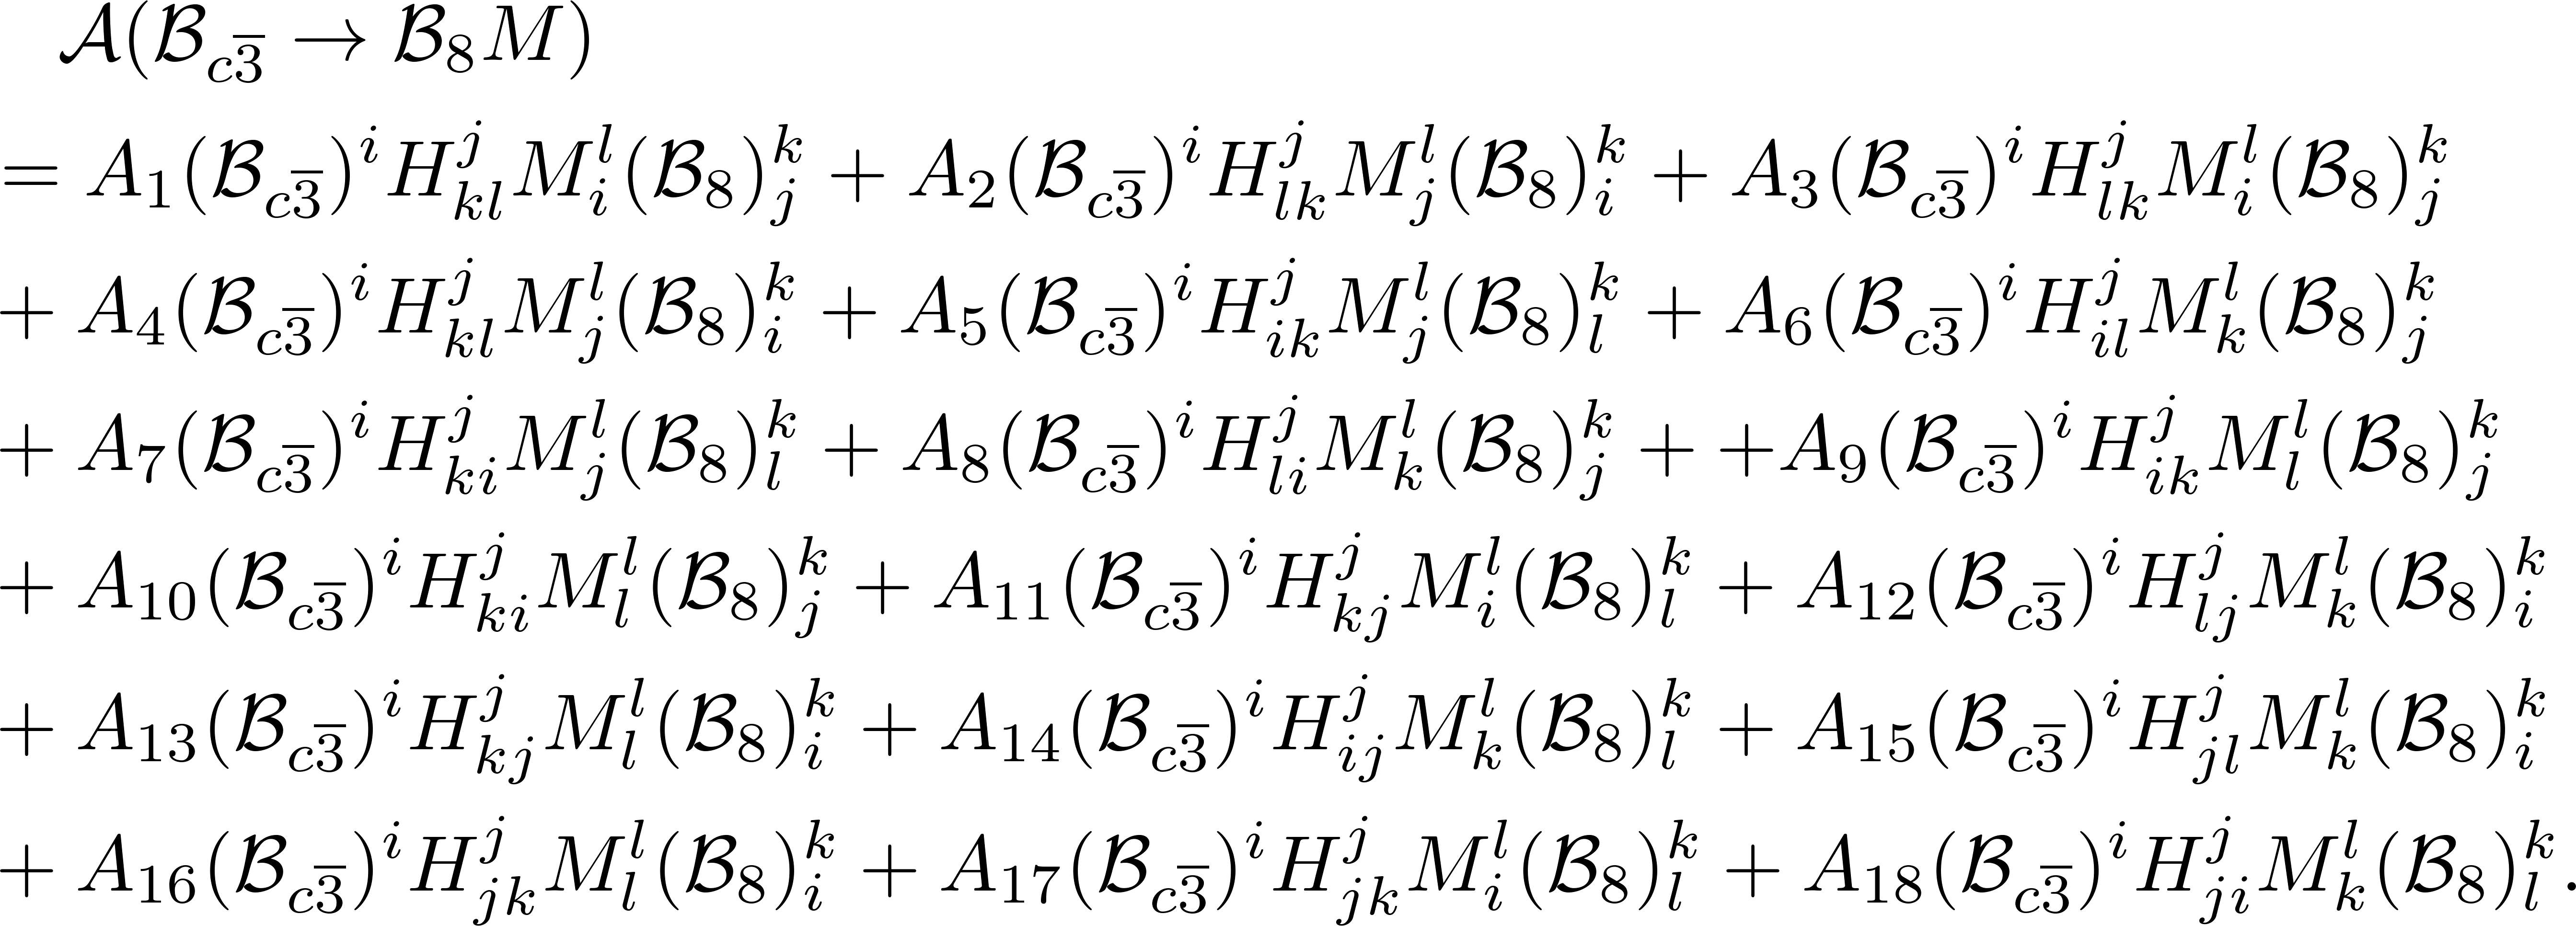 \mathcal{A}(\mathcal{B}_{c\overline{3}} \to \mathcal{B}_8 M)
= A_1(\mathcal{B}_{c\overline{3}})^i H^j_{kl} M^l_i (\mathcal{B}_8)^k_j + A_2(\mathcal{B}_{c\overline{3}})^i H^j_{lk} M^l_j (\mathcal{B}_8)^k_i + A_3(\mathcal{B}_{c\overline{3}})^i H^j_{lk} M^l_i (\mathcal{B}_8)^k_j
+ A_4(\mathcal{B}_{c\overline{3}})^i H^j_{kl} M^l_j (\mathcal{B}_8)^k_i + A_5(\mathcal{B}_{c\overline{3}})^i H^j_{ik} M^l_j (\mathcal{B}_8)^k_l + A_6(\mathcal{B}_{c\overline{3}})^i H^j_{il} M^l_k (\mathcal{B}_8)^k_j
+ A_7(\mathcal{B}_{c\overline{3}})^i H^j_{ki} M^l_j (\mathcal{B}_8)^k_l + A_8(\mathcal{B}_{c\overline{3}})^i H^j_{li} M^l_k (\mathcal{B}_8)^k_j + +A_9(\mathcal{B}_{c\overline{3}})^i H^j_{ik} M^l_l (\mathcal{B}_8)^k_j
+ A_{10}(\mathcal{B}_{c\overline{3}})^i H^j_{ki} M^l_l (\mathcal{B}_8)^k_j + A_{11}(\mathcal{B}_{c\overline{3}})^i H^j_{kj} M^l_i (\mathcal{B}_8)^k_l + A_{12}(\mathcal{B}_{c\overline{3}})^i H^j_{lj} M^l_k (\mathcal{B}_8)^k_i
+ A_{13}(\mathcal{B}_{c\overline{3}})^i H^j_{kj} M^l_l (\mathcal{B}_8)^k_i + A_{14}(\mathcal{B}_{c\overline{3}})^i H^j_{ij} M^l_k (\mathcal{B}_8)^k_l + A_{15}(\mathcal{B}_{c\overline{3}})^i H^j_{jl} M^l_k (\mathcal{B}_8)^k_i
+ A_{16}(\mathcal{B}_{c\overline{3}})^i H^j_{jk} M^l_l (\mathcal{B}_8)^k_i + A_{17}(\mathcal{B}_{c\overline{3}})^i H^j_{jk} M^l_i (\mathcal{B}_8)^k_l + A_{18}(\mathcal{B}_{c\overline{3}})^i H^j_{ji} M^l_k (\mathcal{B}_8)^k_l.